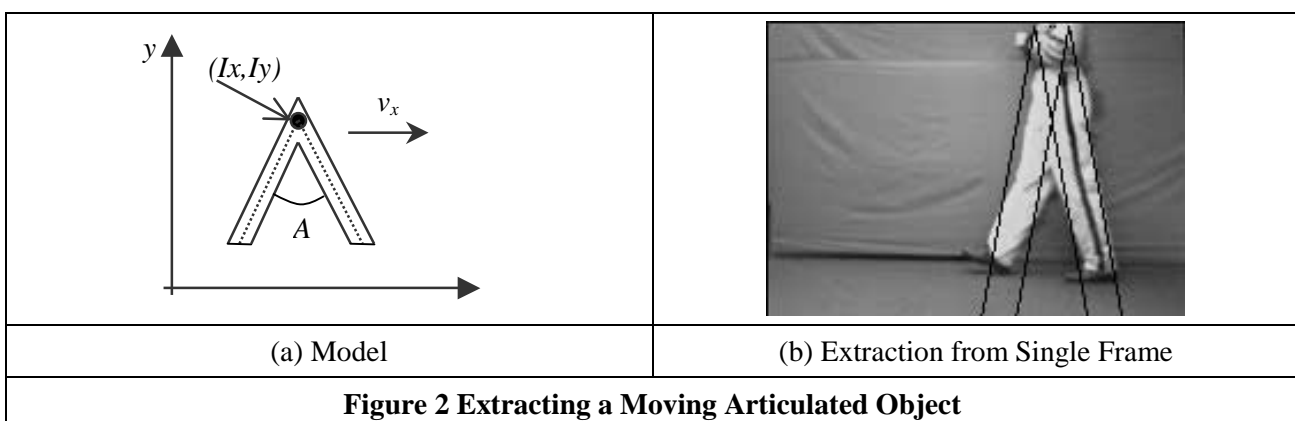 y
(Ix,Iy)
v_x
A
(a) Model
(b) Extraction from Single Frame
Figure 2 Extracting a Moving Articulated Object